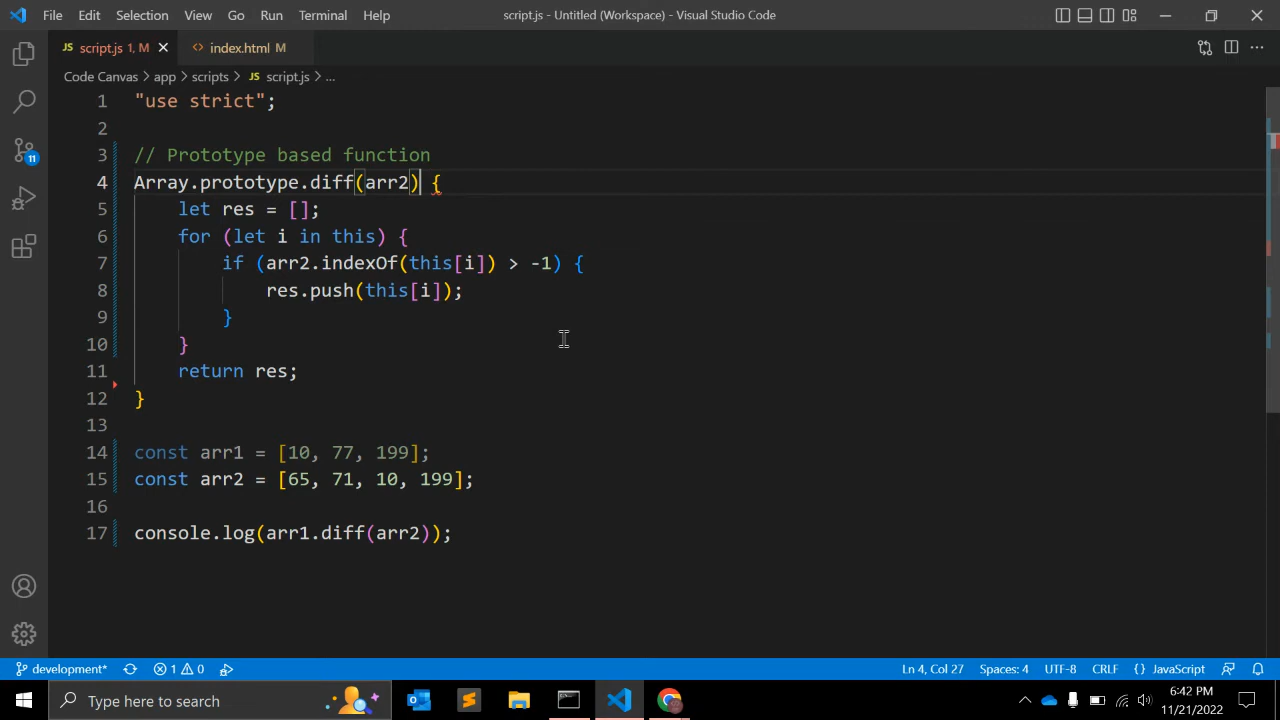 File Edit Selection View Go Run Terminal Help script.js - Untitled (Workspace) - Visual Studio Code
JS script.js 1, M <> index.html M
Code Canvas > app > scripts > JS script.js > ...
1 "use strict";
2
3 // Prototype based function
4 Array.prototype.diff(arr2) {
5 let res = [];
6 for (let i in this) {
7 if (arr2.indexOf(this[i]) > -1) {
8 res.push(this[i]);
9 }
10 }
11 return res;
12 }
13
14 const arr1 = [10, 77, 199];
15 const arr2 = [65, 71, 10, 199];
16
17 console.log(arr1.diff(arr2));
11
development* 1 0 Ln 4, Col 27 Spaces: 4 UTF-8 CRLF {} JavaScript
Type here to search 6:42 PM
11/21/2022